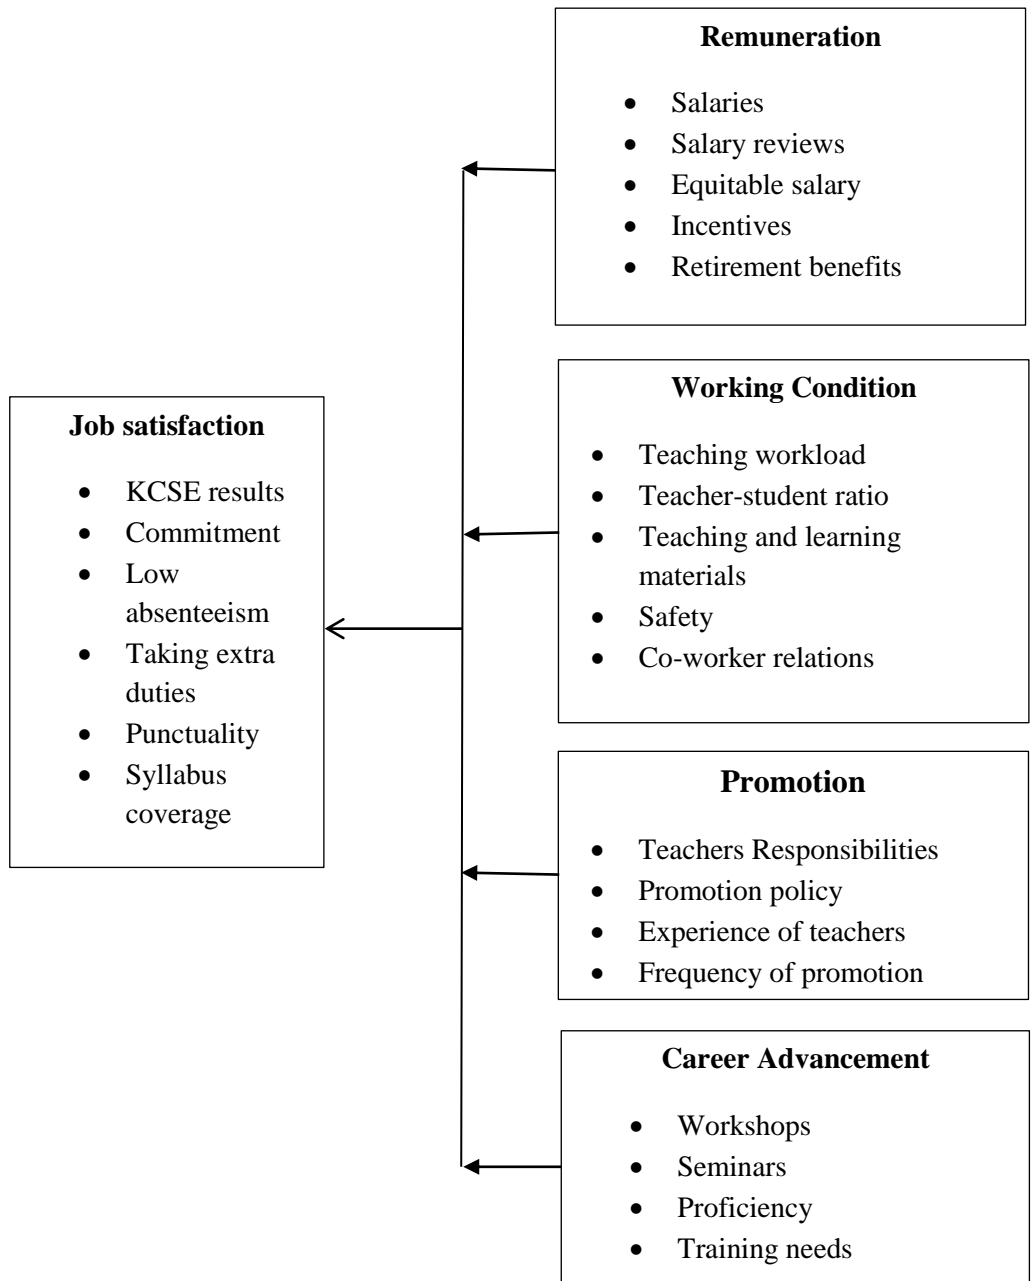 Remuneration
• Salaries
• Salary reviews
• Equitable salary
• Incentives
• Retirement benefits
Working Condition
• Teaching workload
• Teacher-student ratio
• Teaching and learning
materials
• Safety
• Co-worker relations
Job satisfaction
• KCSE results
• Commitment
• Low
absenteeism
• Taking extra
duties
• Punctuality
• Syllabus
coverage
Promotion
• Teachers Responsibilities
• Promotion policy
• Experience of teachers
• Frequency of promotion
Career Advancement
• Workshops
• Seminars
• Proficiency
• Training needs